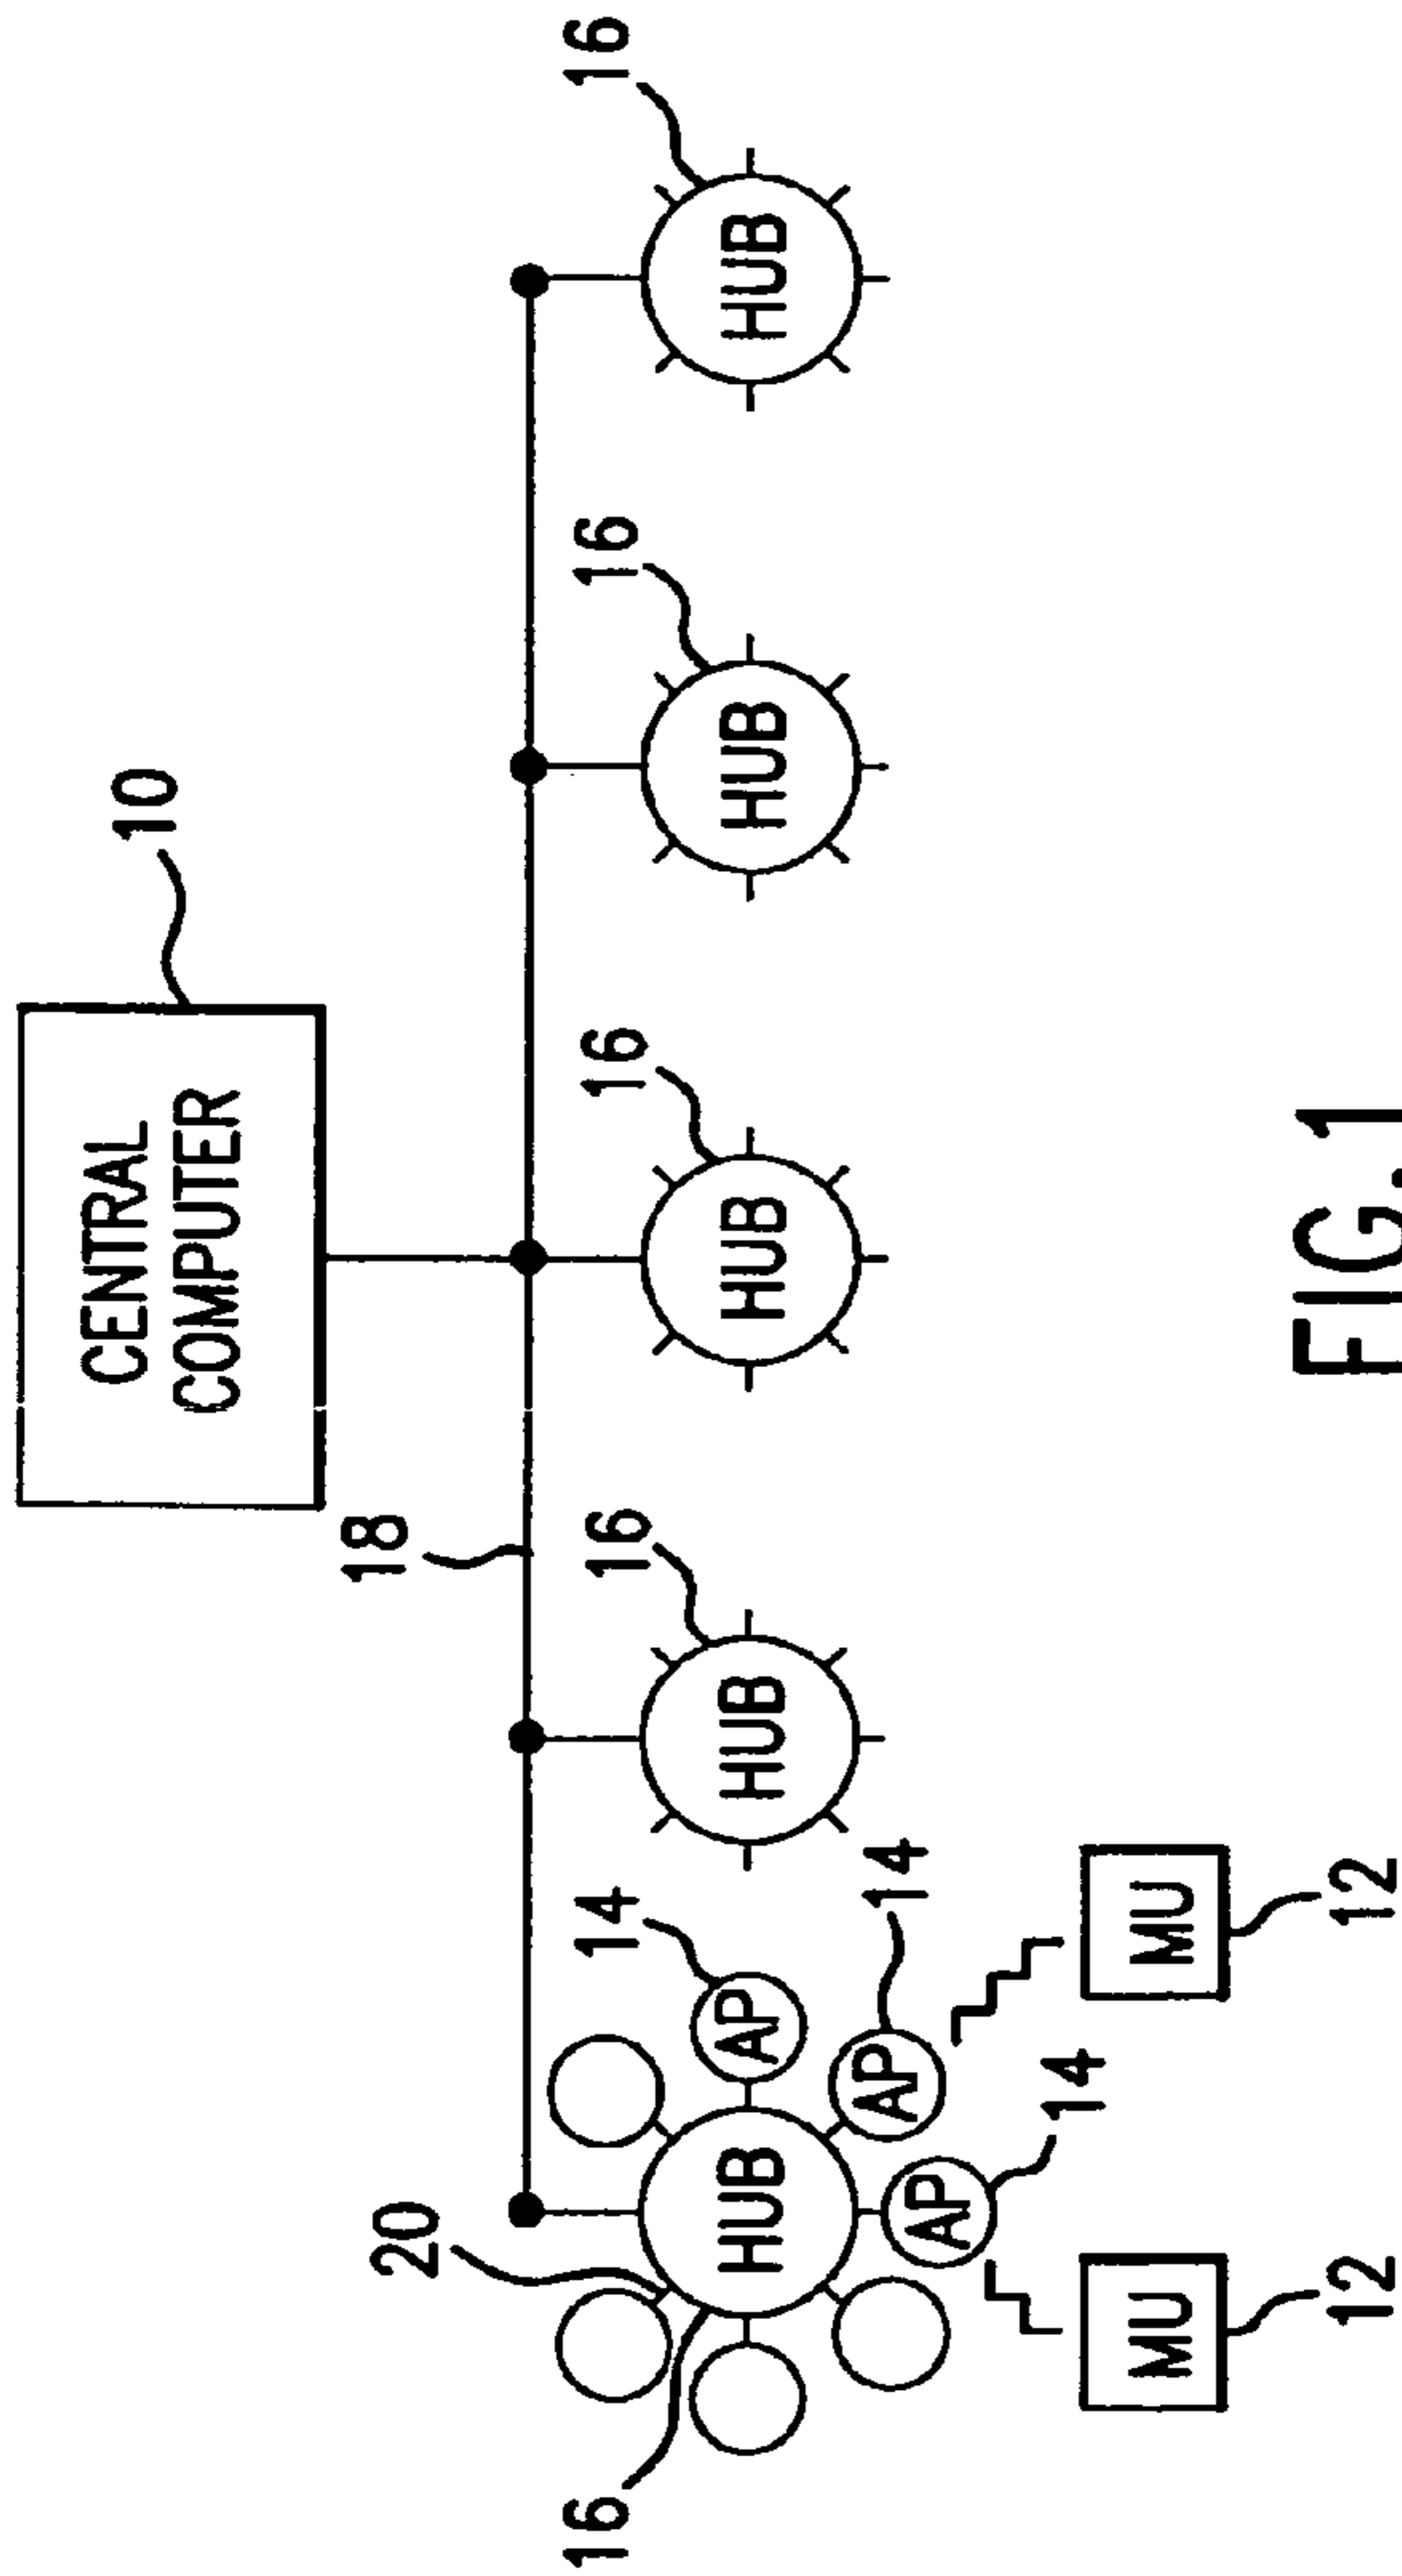 CENTRAL
COMPUTER
10
18
16
16
16
16
HUB
HUB
HUB
HUB
HUB
20
16
14
AP
14
AP
14
AP
MU
12
MU
12
FIG.1